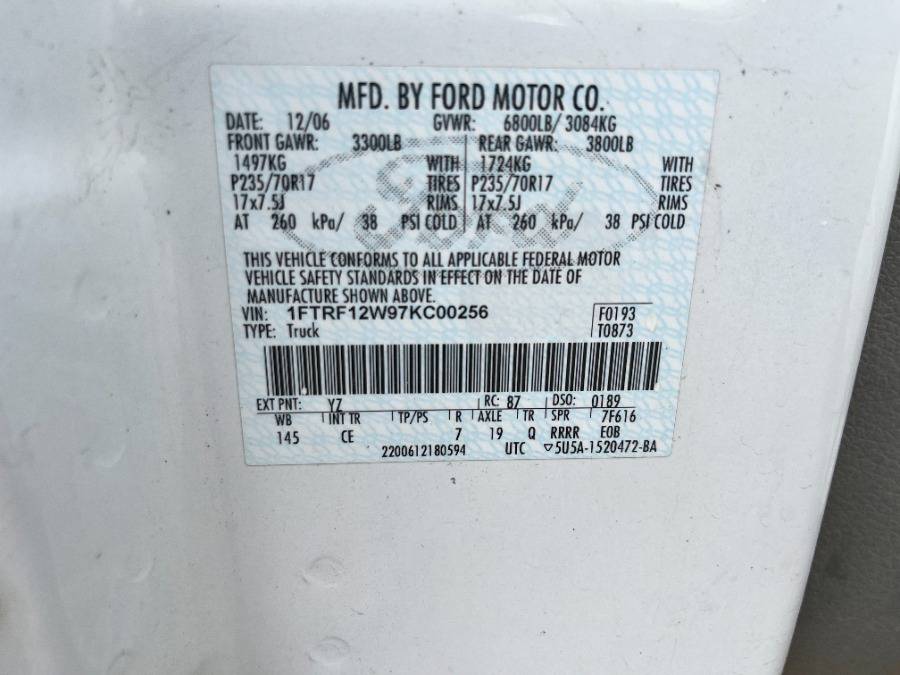 MFD. BY FORD MOTOR CO.
DATE: 12/06 GVWR: 6800LB/ 3084KG
FRONT GAWR: 3300LB REAR GAWR: 3800LB
1497KG WITH 1724KG WITH
P235/70R17 TIRES P235/70R17 TIRES
17x7.5J RIMS 17x7.5J RIMS
AT 260 kPa/ 38 PSI COLD AT 260 kPa/ 38 PSI COLD
Ford
THIS VEHICLE CONFORMS TO ALL APPLICABLE FEDERAL MOTOR
VEHICLE SAFETY STANDARDS IN EFFECT ON THE DATE OF
MANUFACTURE SHOWN ABOVE.
VIN: 1FTRF12W97KC00256 F0193
TYPE: Truck T0873
EXT PNT: YZ RC: 87 DSO: 0189
WB INT TR TP/PS R AXLE TR SPR 7F616
145 CE 7 19 Q RRRR EOB
2200612180594 UTC ▽5U5A-1520472-BA